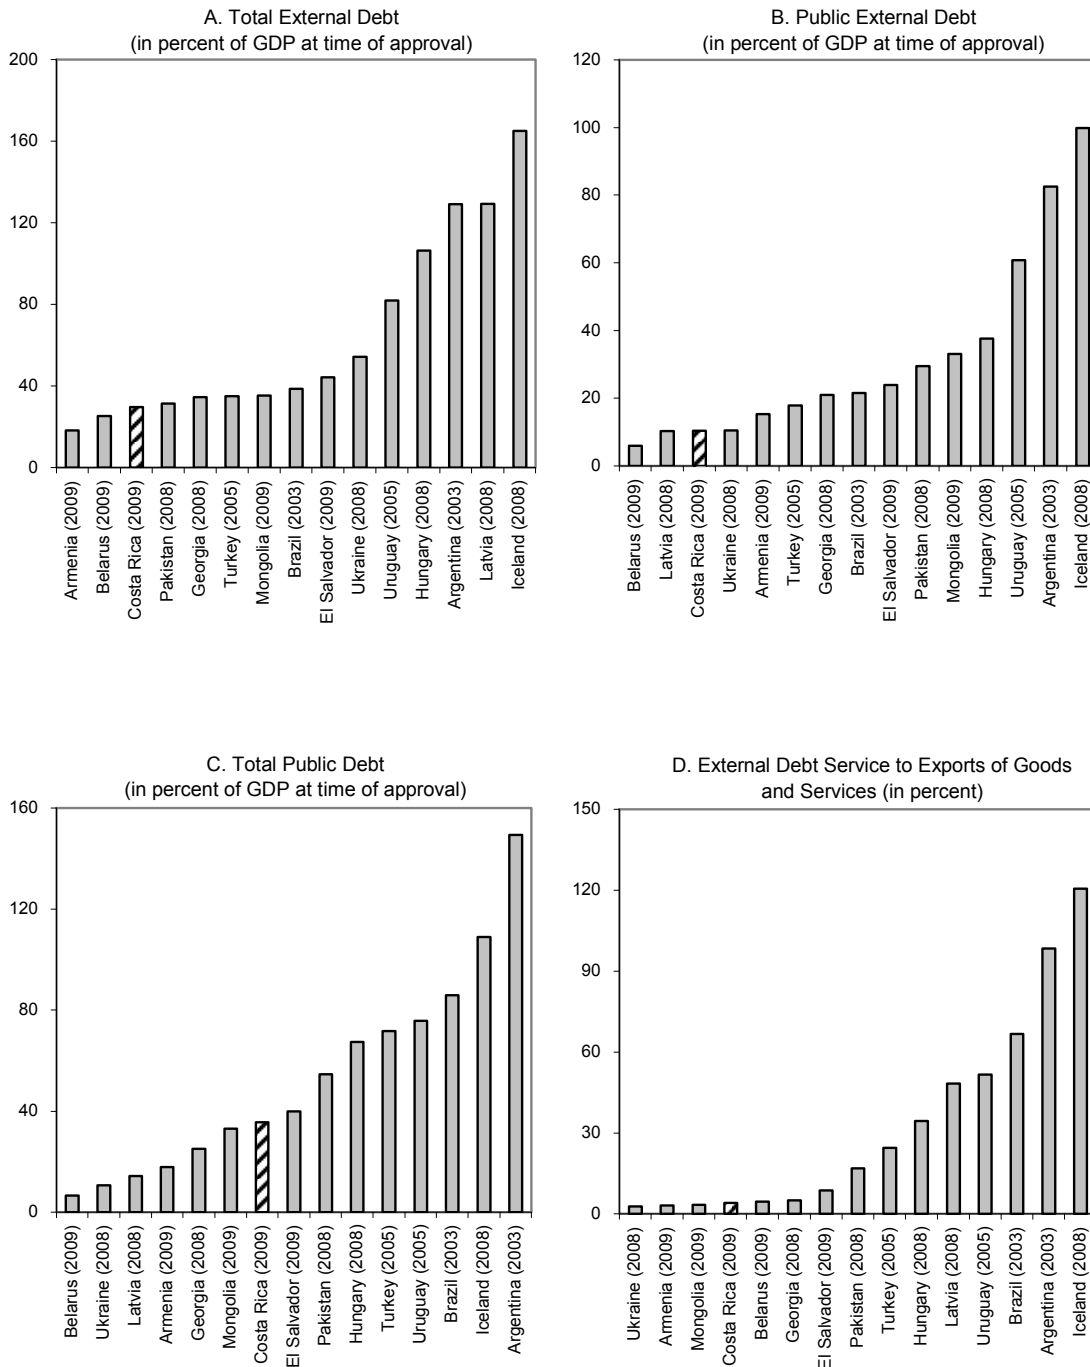 A. Total External Debt
(in percent of GDP at time of approval)
200
160
120
80
40
0
Armenia (2009)
Belarus (2009)
Costa Rica (2009)
Pakistan (2008)
Georgia (2008)
Turkey (2005)
Mongolia (2009)
Brazil (2003)
El Salvador (2009)
Ukraine (2008)
Uruguay (2005)
Hungary (2008)
Argentina (2003)
Latvia (2008)
Iceland (2008)
B. Public External Debt
(in percent of GDP at time of approval)
120
100
80
60
40
20
0
Belarus (2009)
Latvia (2008)
Costa Rica (2009)
Ukraine (2008)
Armenia (2009)
Turkey (2005)
Georgia (2008)
Brazil (2003)
El Salvador (2009)
Pakistan (2008)
Mongolia (2009)
Hungary (2008)
Uruguay (2005)
Argentina (2003)
Iceland (2008)
C. Total Public Debt
(in percent of GDP at time of approval)
160
120
80
40
0
Belarus (2009)
Ukraine (2008)
Latvia (2008)
Armenia (2009)
Georgia (2008)
Mongolia (2009)
Costa Rica (2009)
El Salvador (2009)
Pakistan (2008)
Hungary (2008)
Turkey (2005)
Uruguay (2005)
Brazil (2003)
Iceland (2008)
Argentina (2003)
D. External Debt Service to Exports of Goods
and Services (in percent)
150
120
90
60
30
0
Ukraine (2008)
Armenia (2009)
Mongolia (2009)
Costa Rica (2009)
Belarus (2009)
Georgia (2008)
El Salvador (2009)
Pakistan (2008)
Turkey (2005)
Hungary (2008)
Latvia (2008)
Uruguay (2005)
Brazil (2003)
Argentina (2003)
Iceland (2008)